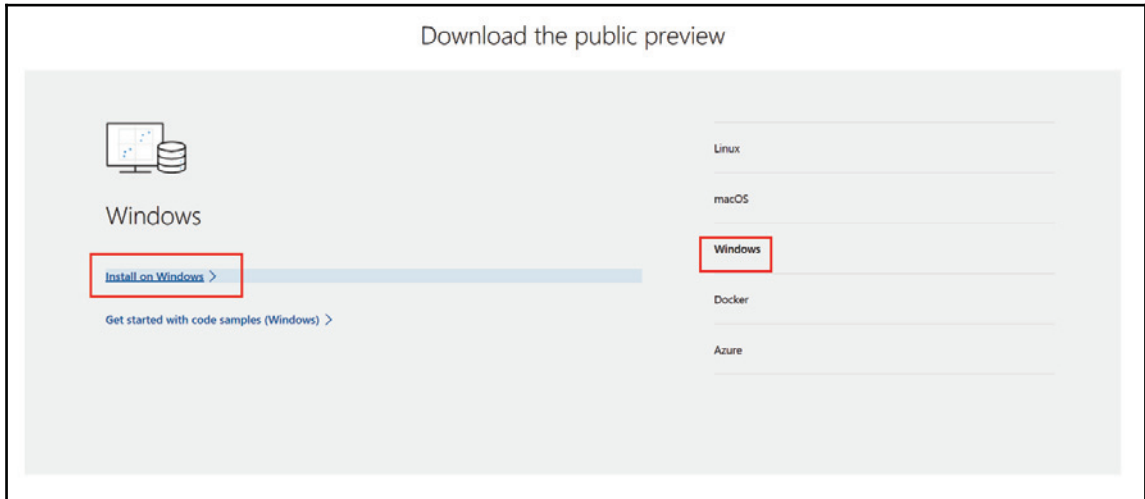 Download the public preview
Windows
Install on Windows >
Get started with code samples (Windows) >
Linux
macOS
Windows
Docker
Azure